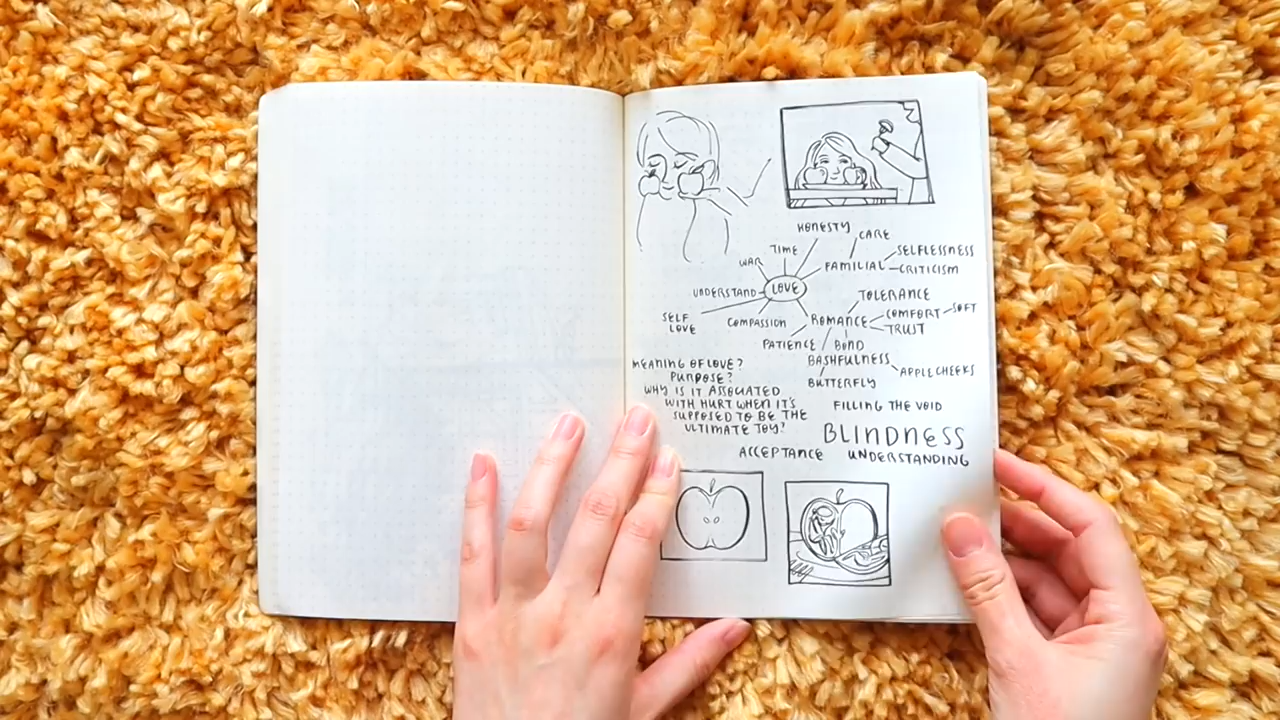 HONESTY
CARE
TIME
SELFLESSNESS
WAR
FAMILIAL
CRITICISM
UNDERSTAND
LOVE
TOLERANCE
COMFORT
SOFT
SELF
LOVE
COMPASSION
ROMANCE
TRUST
PATIENCE
BOND
BASHFULNESS
APPLE CHEEKS
BUTTERFLY
MEANING OF LOVE?
PURPOSE?
WHY IS IT ASSOCIATED
WITH HURT WHEN IT'S
SUPPOSED TO BE THE
ULTIMATE JOY?
FILLING THE VOID
BLINDNESS
ACCEPTANCE
UNDERSTANDING